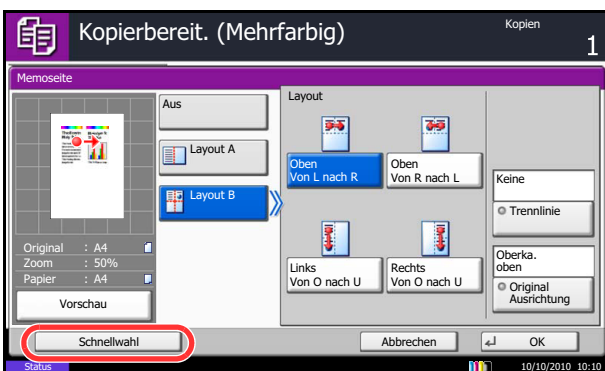 Kopierbereit. (Mehrfarbig)
Kopien
1
Memoseite
Aus
Layout A
Layout B
Layout
Oben
Von L nach R
Oben
Von R nach L
Links
Von O nach U
Rechts
Von O nach U
Keine
Trennlinie
Oberka.
oben
Original
Ausrichtung
Original : A4
Zoom : 50%
Papier : A4
Vorschau
Schnellwahl
Abbrechen
OK
Status
10/10/2010 10:10